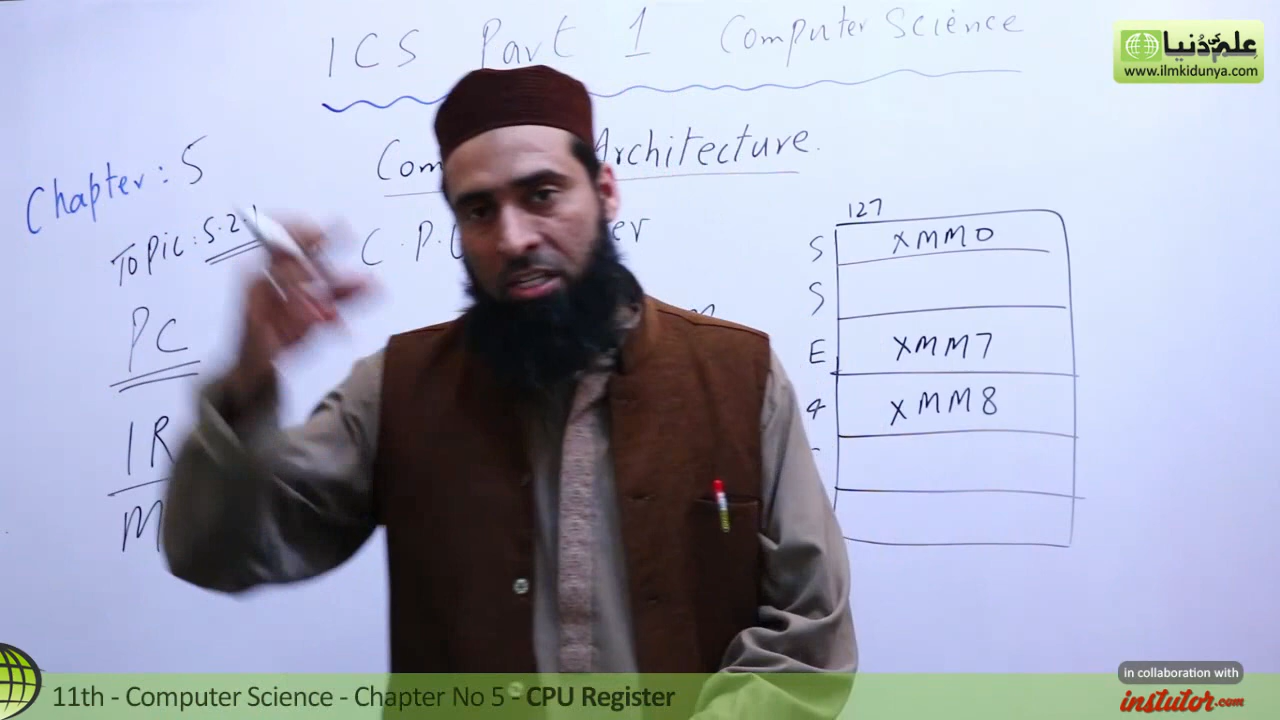 ICS Part 1 Computer Science
علم کی دنیا
www.ilmkidunya.com
Com Architecture.
Chapter: 5
Topic: 5.2.1
C.P. er
PC
IR
M
127
S XMM0
S
E XMM7
4 XMM8
in collaboration with
instutor.com
11th - Computer Science - Chapter No 5 - CPU Register